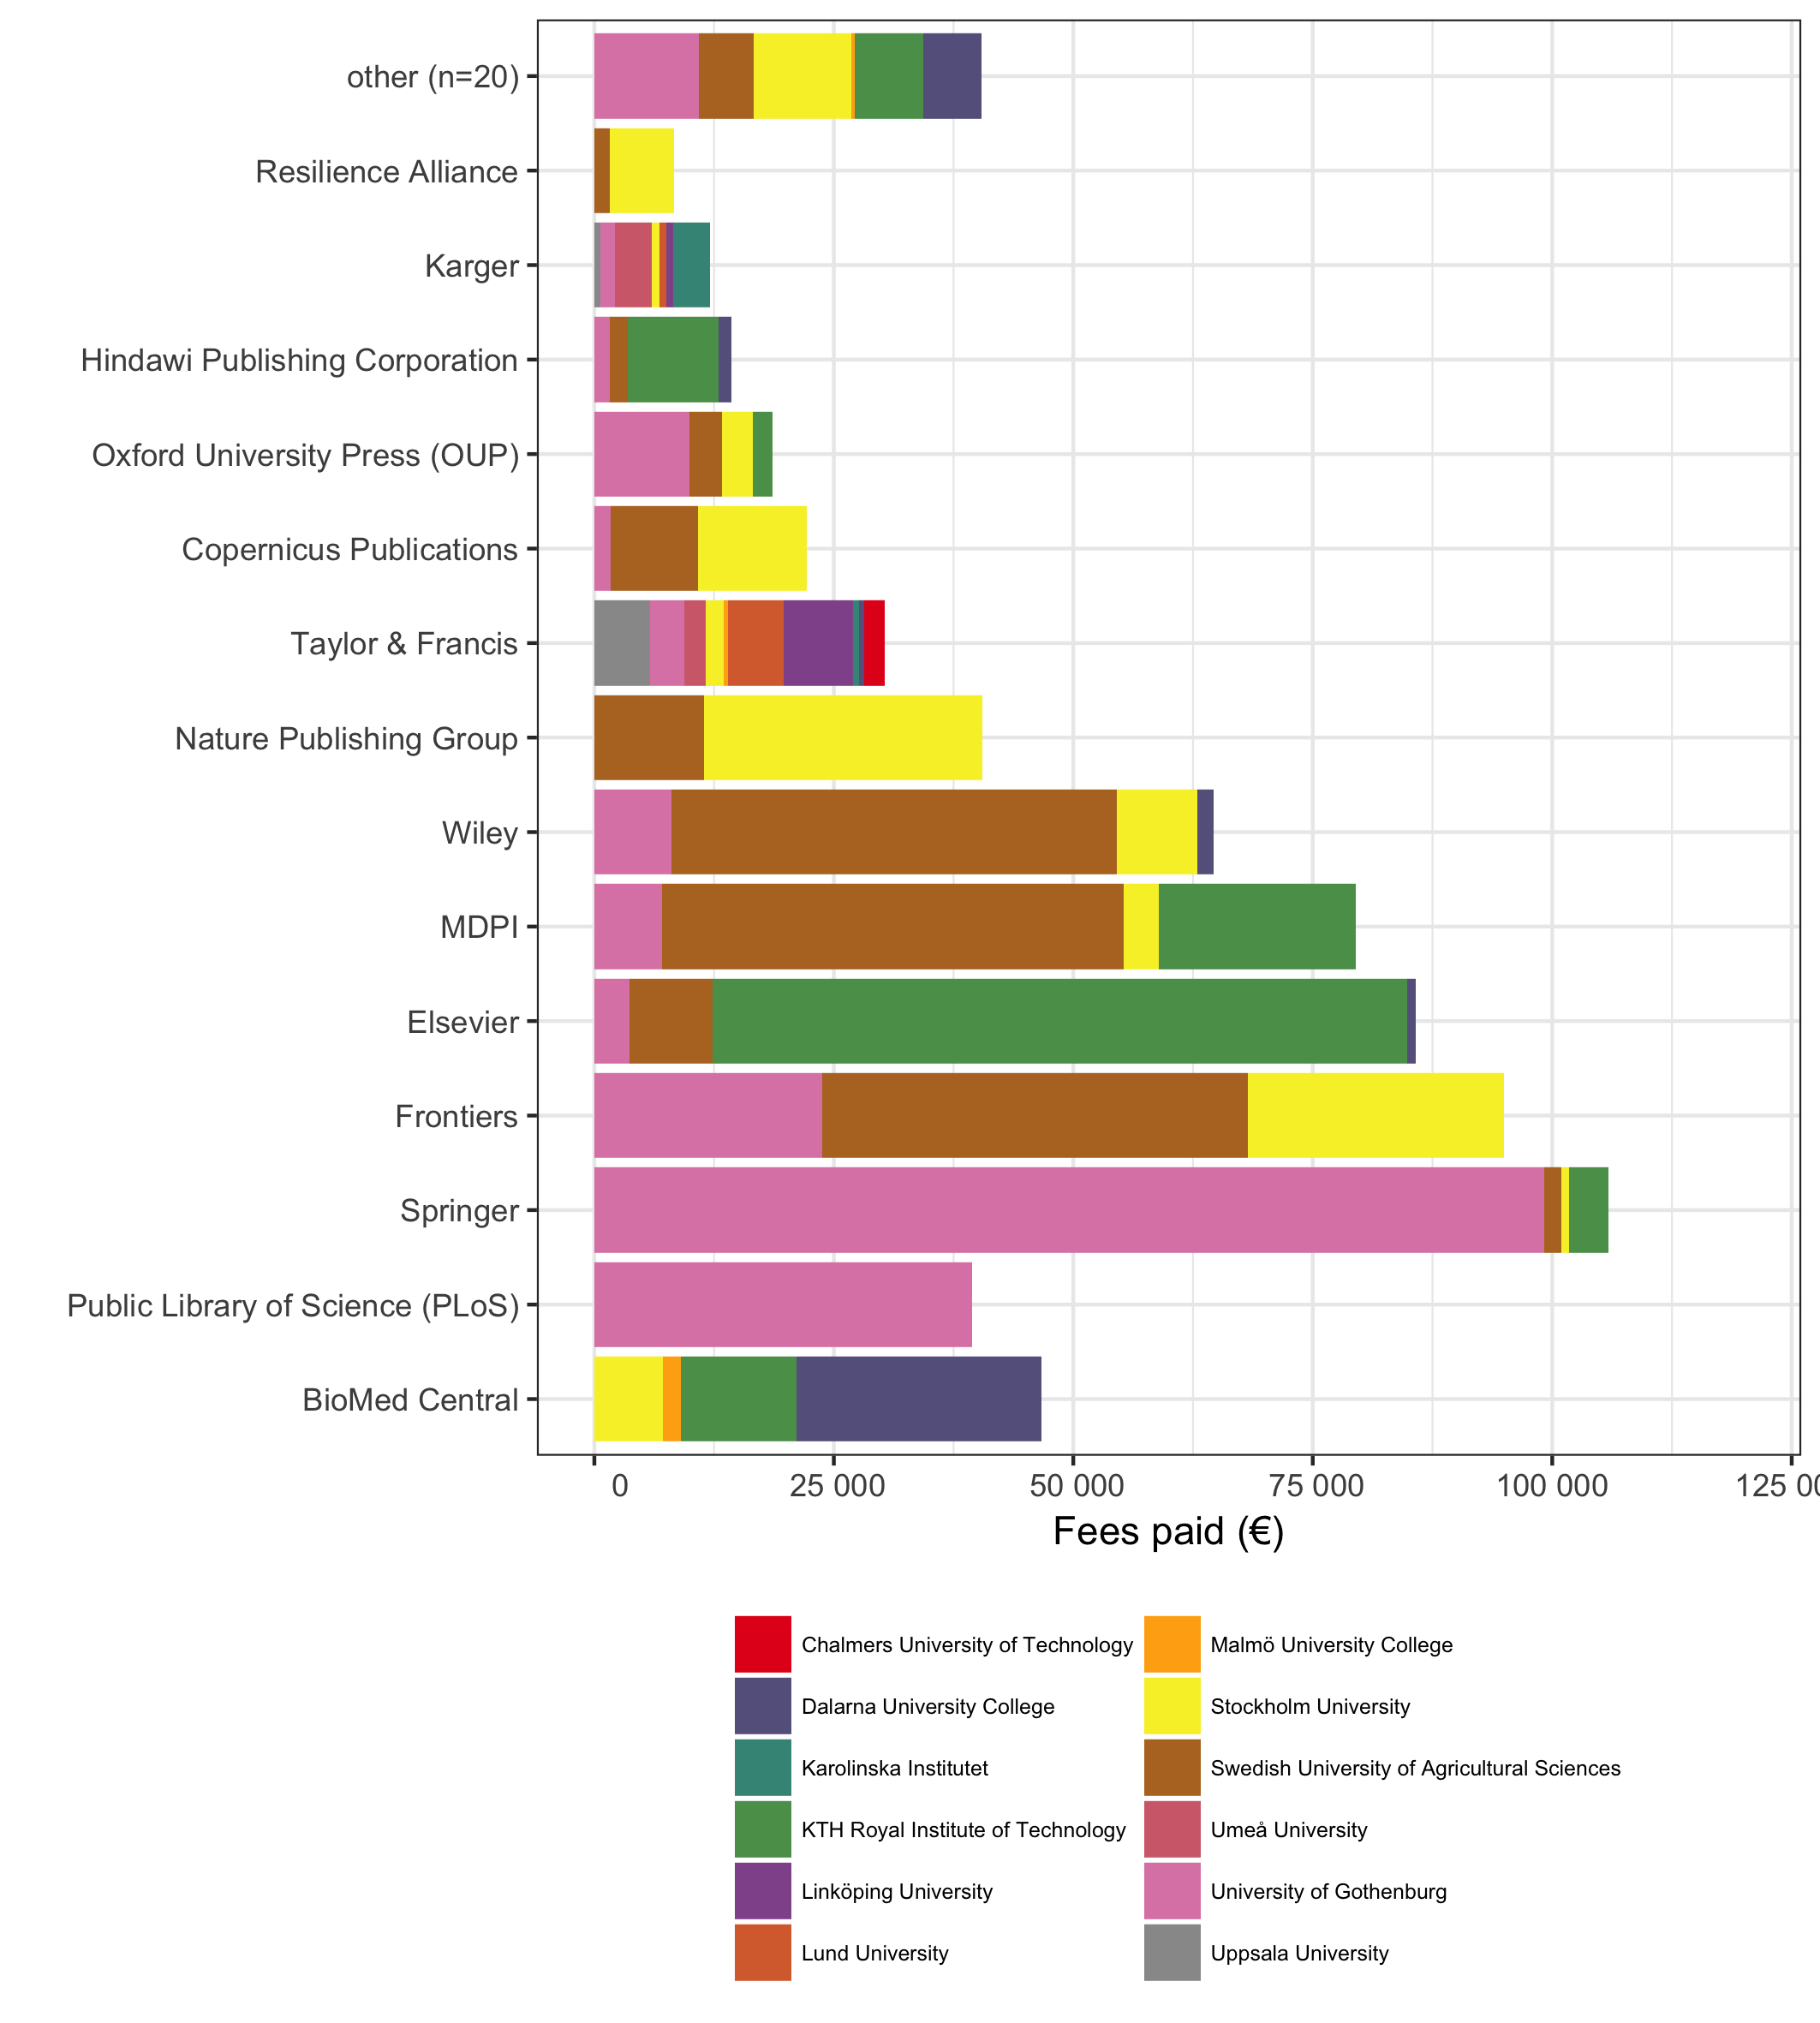 other (n=20)
Resilience Alliance
Karger
Hindawi Publishing Corporation
Oxford University Press (OUP)
Copernicus Publications
Taylor & Francis
Nature Publishing Group
Wiley
MDPI
Elsevier
Frontiers
Springer
Public Library of Science (PLoS)
BioMed Central
0 25 000 50 000 75 000 100 000 125 00
Fees paid (€)
Chalmers University of Technology
Dalarna University College
Karolinska Institutet
KTH Royal Institute of Technology
Linköping University
Lund University
Malmö University College
Stockholm University
Swedish University of Agricultural Sciences
Umeå University
University of Gothenburg
Uppsala University